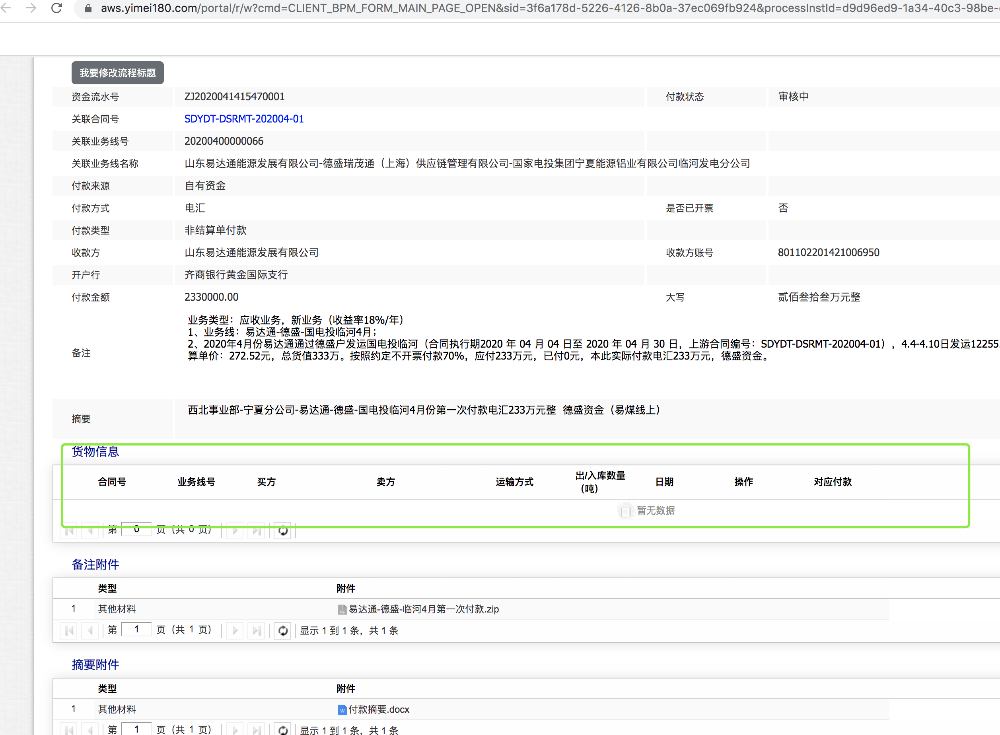 aws.yimei180.com/portal/r/w?cmd=CLIENT_BPM_FORM_MAIN_PAGE_OPEN&sid=3f6a178d-5226-4126-8b0a-37ec069fb924&processInstId=d9d96ed9-1a34-40c3-98be-
我要修改流程标题
资金流水号 ZJ2020041415470001 付款状态 审核中
关联合同号 SDYDT-DSRMT-202004-01
关联业务线号 20200400000066
关联业务线名称 山东易达通能源发展有限公司-德盛瑞茂通（上海）供应链管理有限公司-国家电投集团宁夏能源铝业有限公司临河发电分公司
付款来源 自有资金
付款方式 电汇 是否已开票 否
付款类型 非结算单付款
收款方 山东易达通能源发展有限公司 收款方账号 801102201421006950
开户行 齐商银行黄金国际支行
付款金额 2330000.00 大写 贰佰叁拾叁万元整
备注
业务类型：应收业务，新业务（收益率18%/年）
1、业务线：易达通-德盛-国电投临河4月；
2、2020年4月份易达通通过德盛户发运国电投临河（合同执行期2020 年 04 月 04 日至 2020 年 04 月 30 日，上游合同编号：SDYDT-DSRMT-202004-01），4.4-4.10日发运12255.
算单价：272.52元，总货值333万。按照约定不开票付款70%，应付233万元，已付0元，本此实际付款电汇233万元，德盛资金。
摘要 西北事业部-宁夏分公司-易达通-德盛-国电投临河4月份第一次付款电汇233万元整 德盛资金（易煤线上）
货物信息
合同号 业务线号 买方 卖方 运输方式 出/入库数量（吨） 日期 操作 对应付款
暂无数据
第 0 页 (共 0 页)
备注附件
类型 附件
1 其他材料 易达通-德盛-临河4月第一次付款.zip
第 1 页 (共 1 页) 显示 1 到 1 条，共 1 条
摘要附件
类型 附件
1 其他材料 付款摘要.docx
第 1 页 (共 1 页) 显示 1 到 1 条，共 1 条